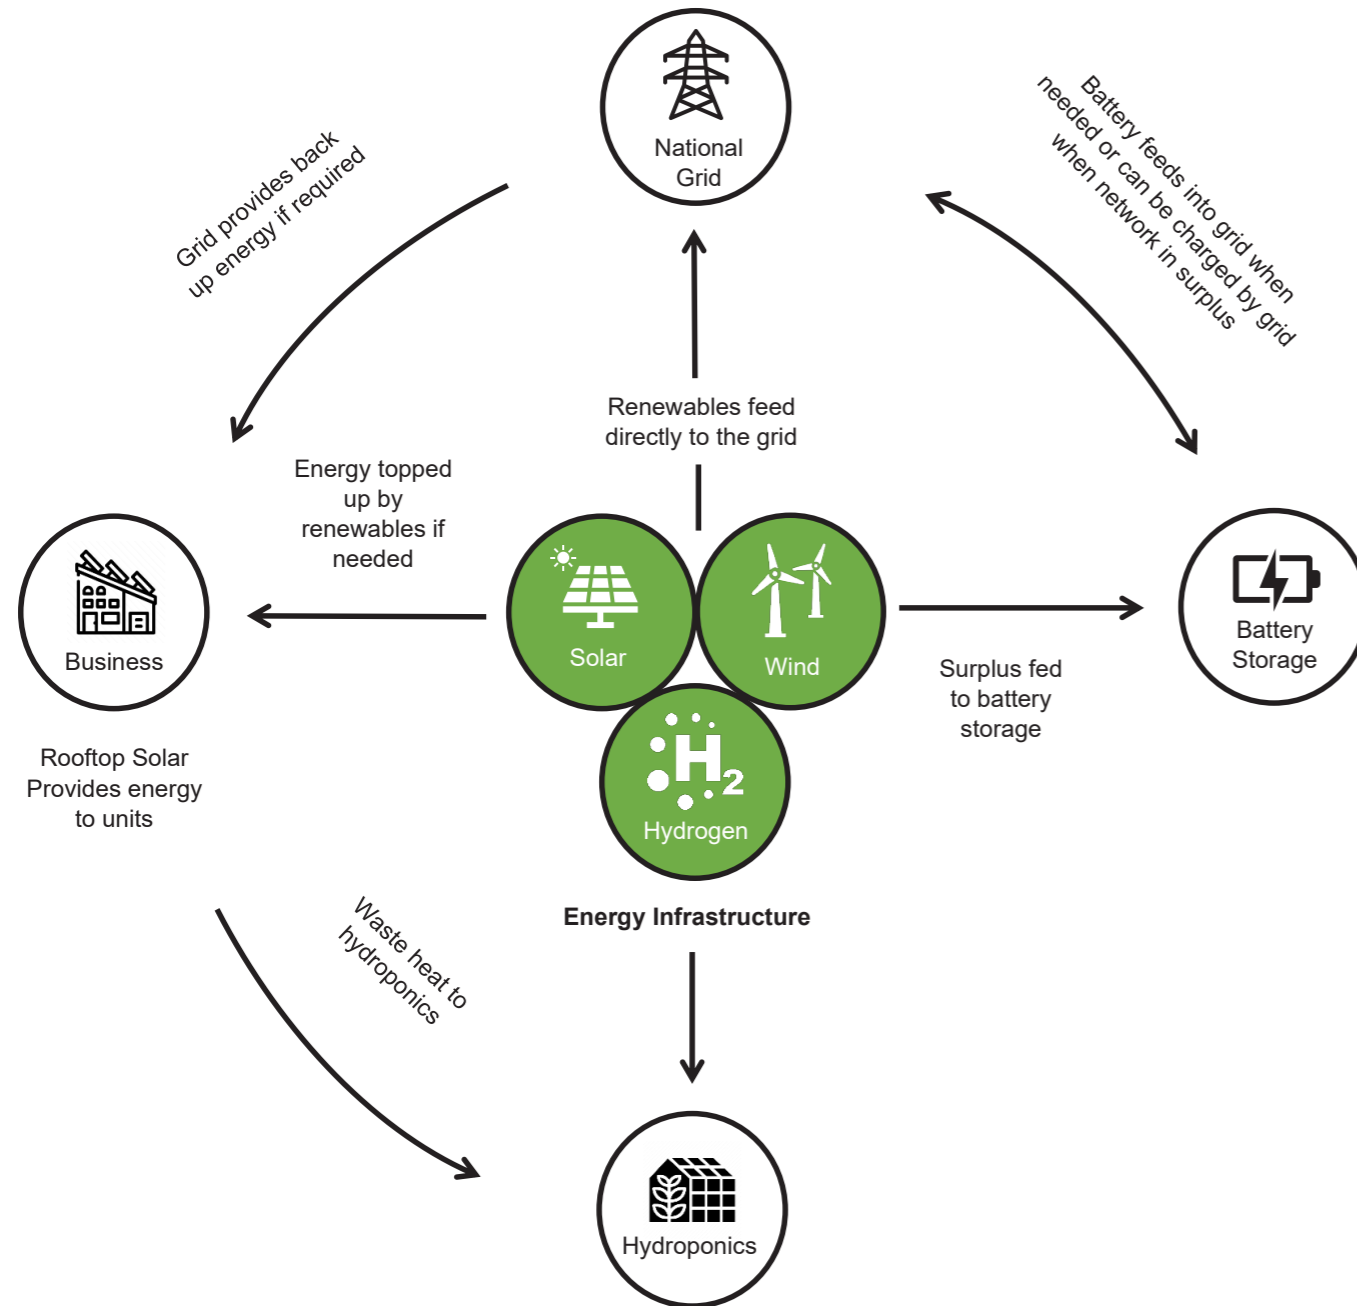 National
Grid
Grid provides back
up energy if required
Battery feeds into grid when
needed or can be charged by grid
when network in surplus
Renewables feed
directly to the grid
Energy topped
up by
renewables if
needed
Business
Solar
Wind
Battery
Storage
Surplus fed
to battery
storage
Rooftop Solar
Provides energy
to units
H2
Hydrogen
Energy Infrastructure
Waste heat to
hydroponics
Hydroponics